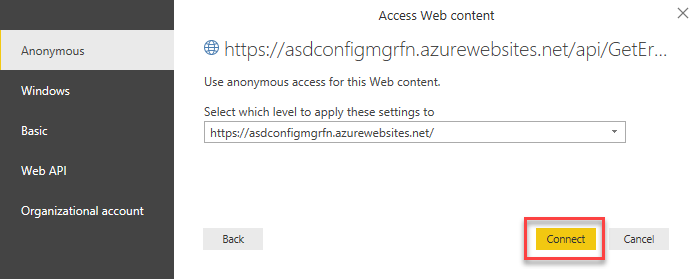 Access Web content
Anonymous
Windows
Basic
Web API
Organizational account
https://asdconfigmgrfn.azurewebsites.net/api/GetEr...
Use anonymous access for this Web content.
Select which level to apply these settings to
https://asdconfigmgrfn.azurewebsites.net/
Back
Connect
Cancel